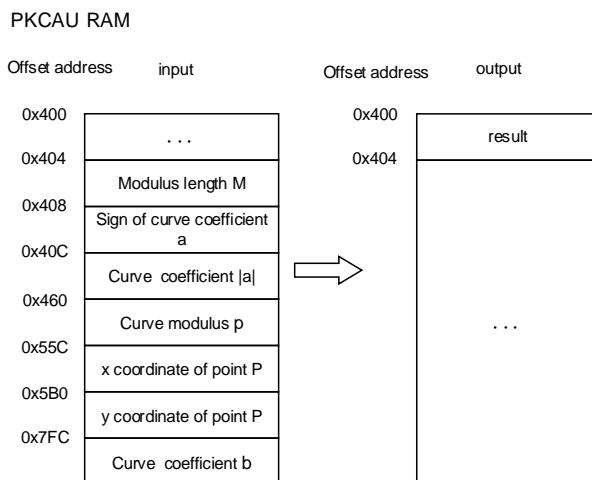 PKCAU RAM
Offset address input Offset address output
0x400 0x400
. . . result
0x404 0x404
Modulus length M
0x408
Sign of curve coefficient
a
0x40C
Curve coefficient |a|
0x460
Curve modulus p
. . .
0x55C
x coordinate of point P
0x5B0
y coordinate of point P
0x7FC
Curve coefficient b